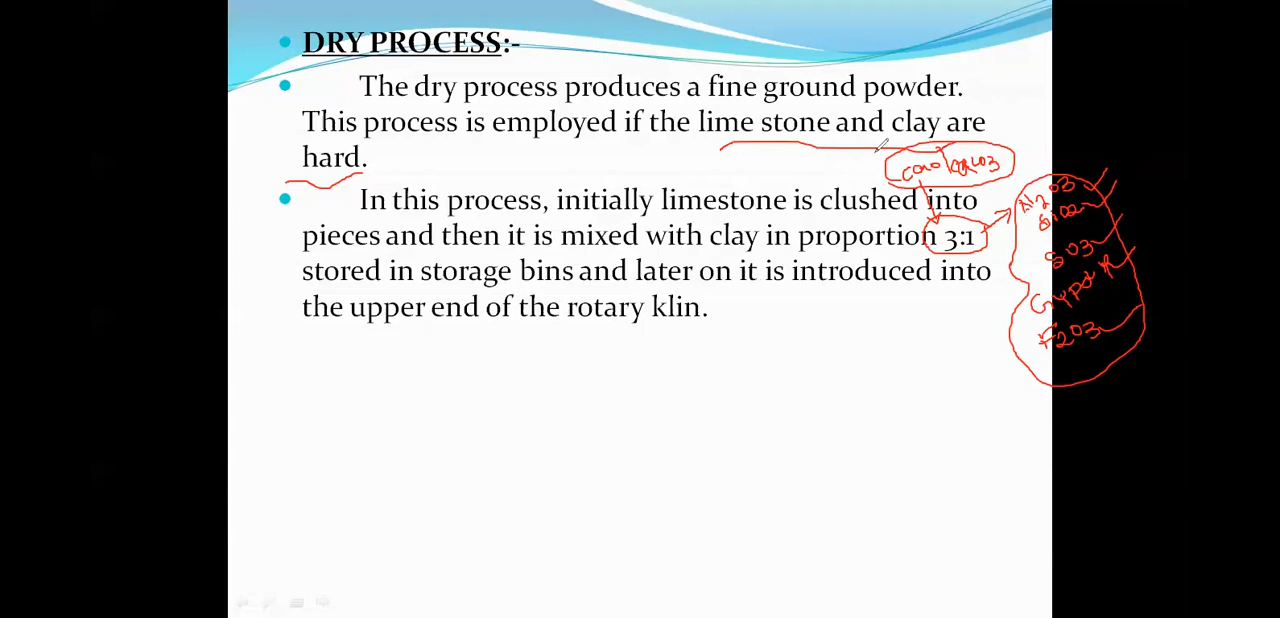 DRY PROCESS:-
The dry process produces a fine ground powder.
This process is employed if the lime stone and clay are
hard.
In this process, initially limestone is clushed into
pieces and then it is mixed with clay in proportion 3:1
stored in storage bins and later on it is introduced into
the upper end of the rotary klin.
Al2O3
SiO2
SO3
F2O3